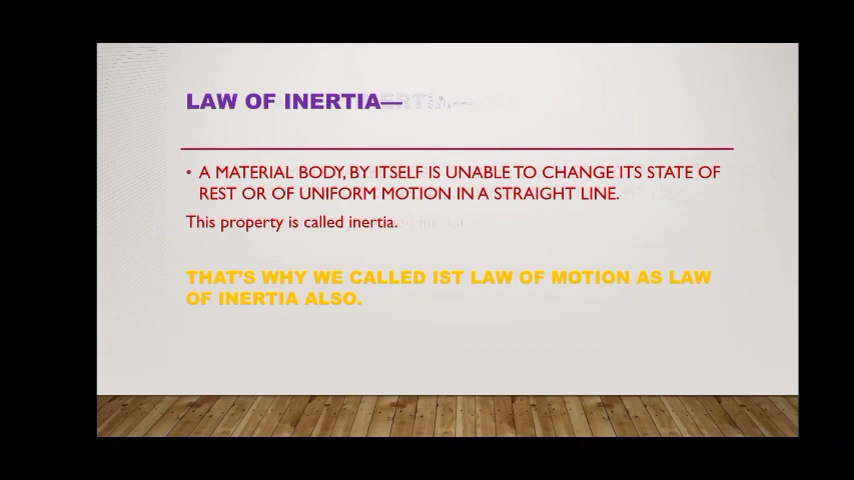 LAW OF INERTIA—
• A MATERIAL BODY, BY ITSELF IS UNABLE TO CHANGE ITS STATE OF
REST OR OF UNIFORM MOTION IN A STRAIGHT LINE.
This property is called inertia.
THAT'S WHY WE CALLED IST LAW OF MOTION AS LAW
OF INERTIA ALSO.